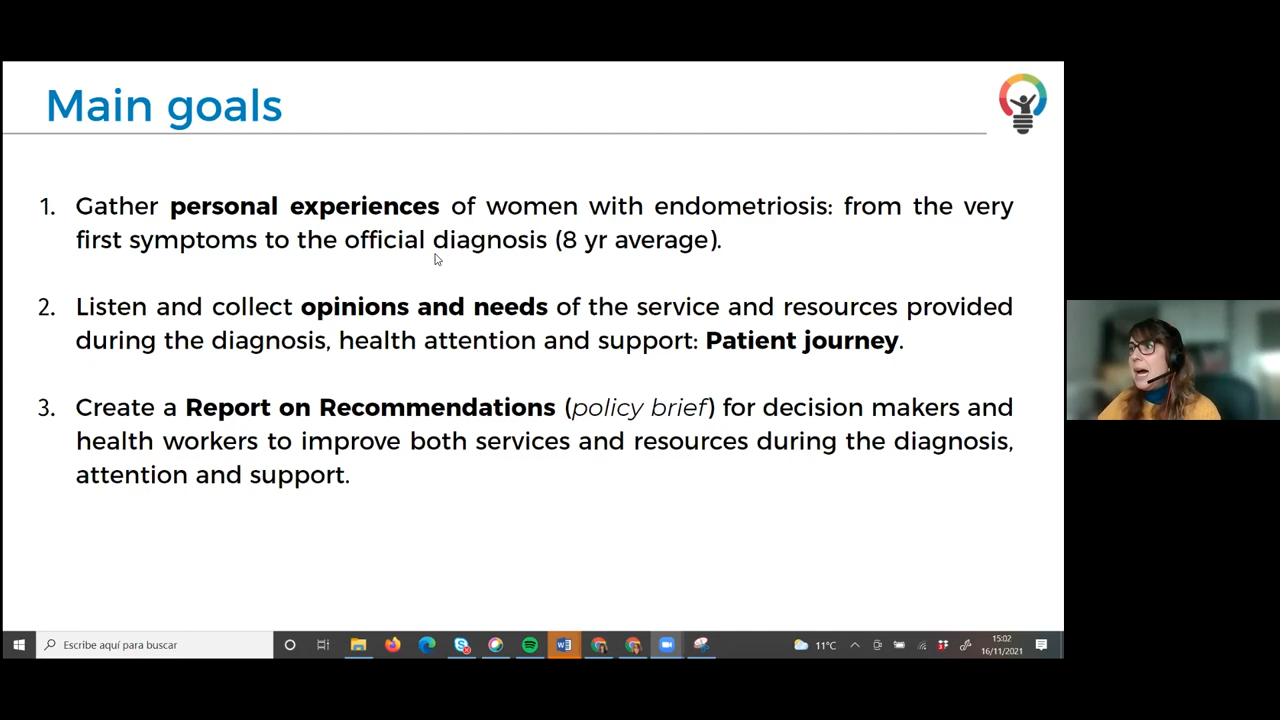 Main goals
1. Gather personal experiences of women with endometriosis: from the very
first symptoms to the official diagnosis (8 yr average).
2. Listen and collect opinions and needs of the service and resources provided
during the diagnosis, health attention and support: Patient journey.
3. Create a Report on Recommendations (policy brief) for decision makers and
health workers to improve both services and resources during the diagnosis,
attention and support.
Escribe aquí para buscar
11°C
15:02
16/11/2021